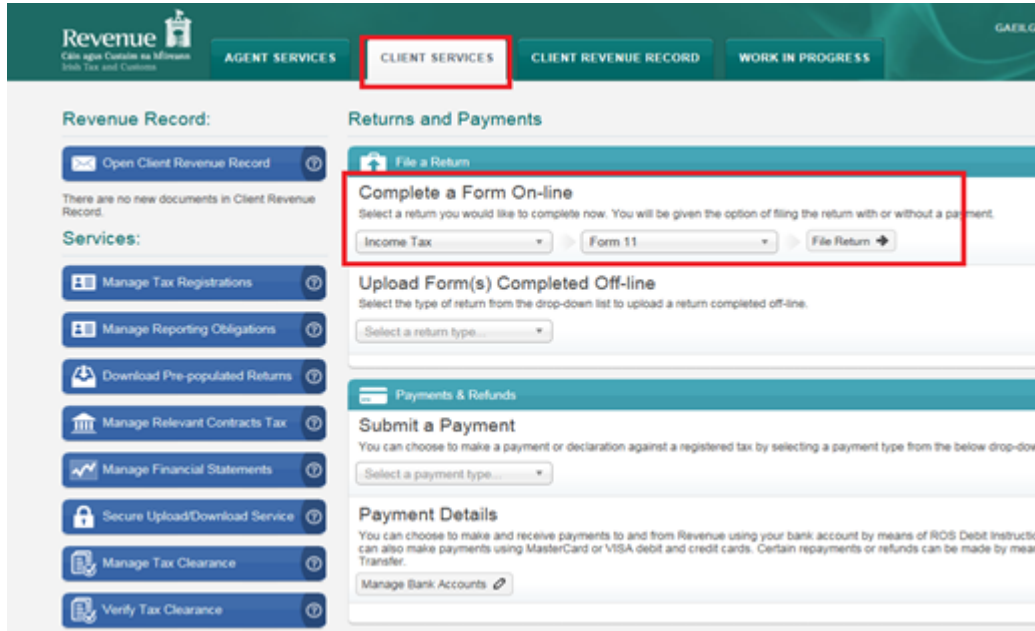 Revenue
Cáin agus Custaim na hÉireann
Irish Tax and Customs
AGENT SERVICES
CLIENT SERVICES
CLIENT REVENUE RECORD
WORK IN PROGRESS
Revenue Record:
Open Client Revenue Record
There are no new documents in Client Revenue
Record.
Services:
Manage Tax Registrations
Manage Reporting Obligations
Download Pre-populated Returns
Manage Relevant Contracts Tax
Manage Financial Statements
Secure Upload/Download Service
Manage Tax Clearance
Verify Tax Clearance
Returns and Payments
File a Return
Complete a Form On-line
Select a return you would like to complete now. You will be given the option of filing the return with or without a payment.
Income Tax
Form 11
File Return
Upload Form(s) Completed Off-line
Select the type of return from the drop-down list to upload a return completed off-line.
Select a return type...
Payments & Refunds
Submit a Payment
You can choose to make a payment or declaration against a registered tax by selecting a payment type from the below
Select a payment type...
Payment Details
You can choose to make and receive payments to and from Revenue using your bank account by means of ROS Debit
can also make payments using MasterCard or VISA debit and credit cards. Certain repayments or refunds can be made by
Transfer.
Manage Bank Accounts